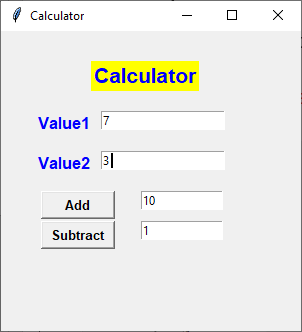 Calculator
Calculator
Value1 7
Value2 3
Add 10
Subtract 1